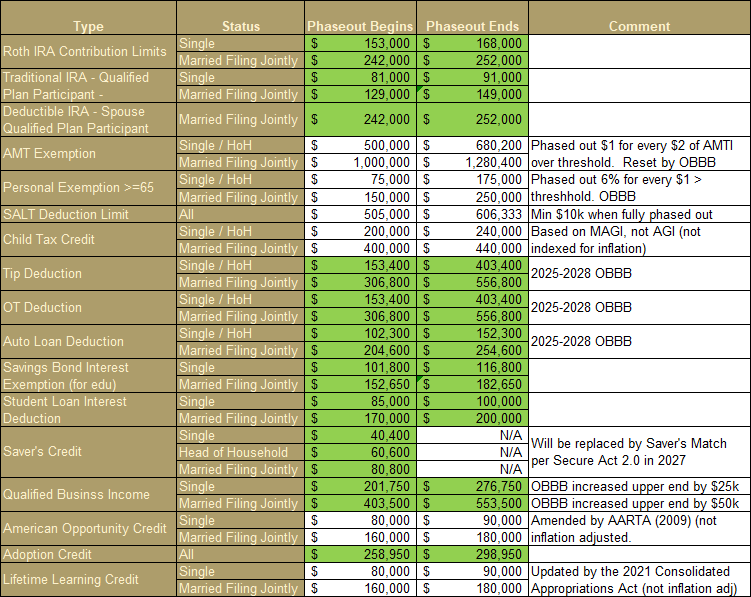 Type Status Phaseout Begins Phaseout Ends Comment
Roth IRA Contribution Limits
Single $ 153,000 $ 168,000
Married Filing Jointly $ 242,000 $ 252,000
Traditional IRA - Qualified
Plan Participant -
Single $ 81,000 $ 91,000
Married Filing Jointly $ 129,000 $ 149,000
Deductible IRA - Spouse
Qualified Plan Participant
Married Filing Jointly $ 242,000 $ 252,000
AMT Exemption
Single / HoH $ 500,000 $ 680,200
Married Filing Jointly $ 1,000,000 $ 1,280,400
Phased out $1 for every $2 of AMTI
over threshold. Reset by OBBB
Personal Exemption >=65
Single / HoH $ 75,000 $ 175,000
Married Filing Jointly $ 150,000 $ 250,000
Phased out 6% for every $1 >
threshhold. OBBB
SALT Deduction Limit All $ 505,000 $ 606,333 Min $10k when fully phased out
Child Tax Credit
Single / HoH $ 200,000 $ 240,000
Married Filing Jointly $ 400,000 $ 440,000
Based on MAGI, not AGI (not
indexed for inflation)
Tip Deduction
Single / HoH $ 153,400 $ 403,400
Married Filing Jointly $ 306,800 $ 556,800
2025-2028 OBBB
OT Deduction
Single / HoH $ 153,400 $ 403,400
Married Filing Jointly $ 306,800 $ 556,800
2025-2028 OBBB
Auto Loan Deduction
Single / HoH $ 102,300 $ 152,300
Married Filing Jointly $ 204,600 $ 254,600
2025-2028 OBBB
Savings Bond Interest
Exemption (for edu)
Single $ 101,800 $ 116,800
Married Filing Jointly $ 152,650 $ 182,650
Student Loan Interest
Deduction
Single $ 85,000 $ 100,000
Married Filing Jointly $ 170,000 $ 200,000
Saver's Credit
Single $ 40,400 N/A
Head of Household $ 60,600 N/A
Married Filing Jointly $ 80,800 N/A
Will be replaced by Saver's Match
per Secure Act 2.0 in 2027
Qualified Businss Income
Single $ 201,750 $ 276,750 OBBB increased upper end by $25k
Married Filing Jointly $ 403,500 $ 553,500 OBBB increased upper end by $50k
American Opportunity Credit
Single $ 80,000 $ 90,000
Married Filing Jointly $ 160,000 $ 180,000
Amended by AARTA (2009) (not
inflation adjusted.
Adoption Credit All $ 258,950 $ 298,950
Lifetime Learning Credit
Single $ 80,000 $ 90,000
Married Filing Jointly $ 160,000 $ 180,000
Updated by the 2021 Consolidated
Appropriations Act (not inflation adj)